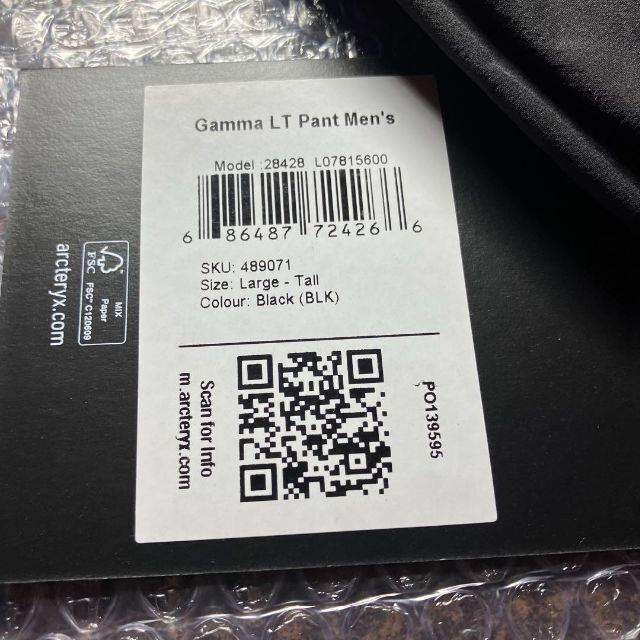 Gamma LT Pant Men's
Model :28428 L07815600
6 86487 72426 6
SKU: 489071
Size: Large - Tall
Colour: Black (BLK)
Scan for Info
m.arcteryx.com
PO139595
MIX
Paper
FSC
FSC® C120609
arcteryx.com